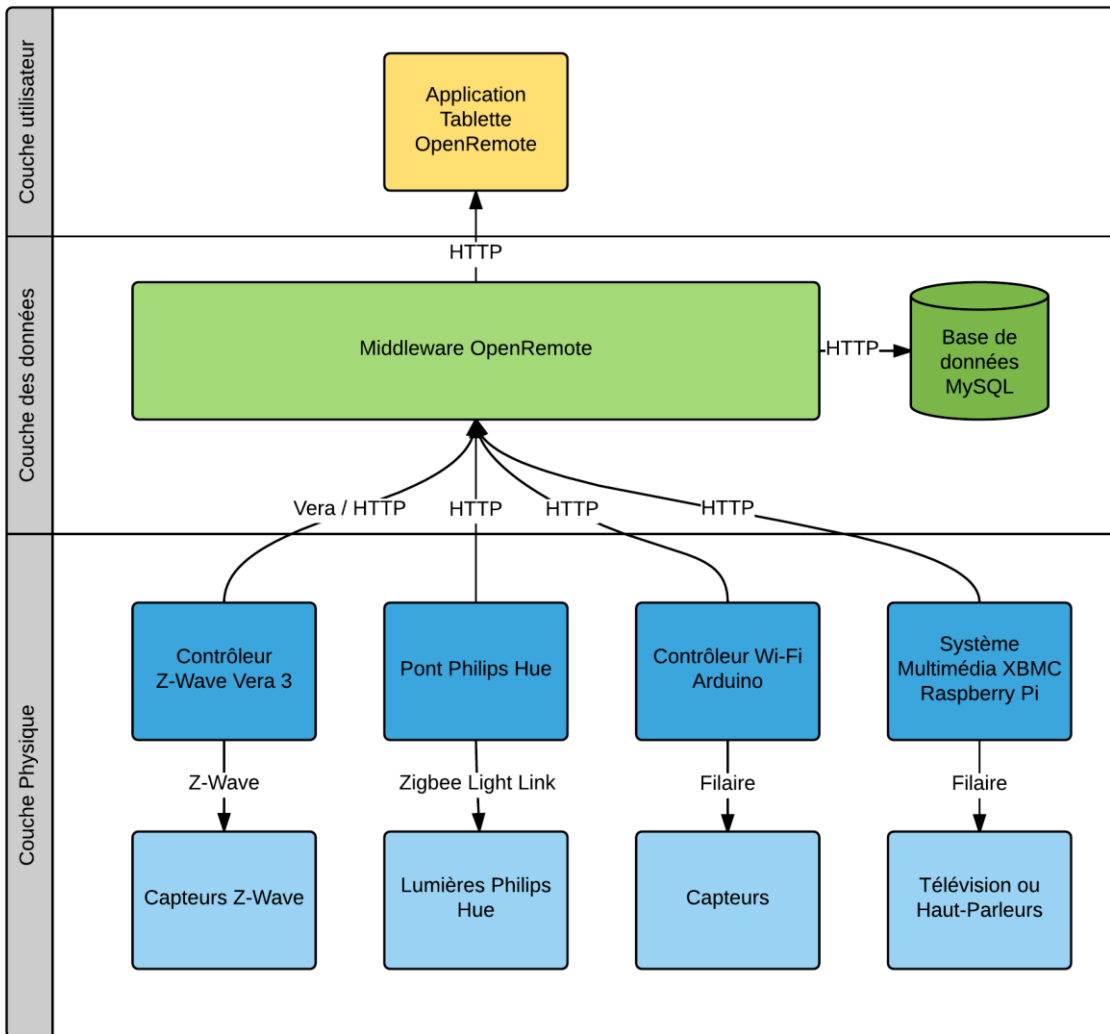 Couche utilisateur
Application
Tablette
OpenRemote
HTTP
Couche des données
Middleware OpenRemote
HTTP
Base de
données
MySQL
Vera / HTTP
HTTP
HTTP
HTTP
Couche Physique
Contrôleur
Z-Wave Vera 3
Pont Philips Hue
Contrôleur Wi-Fi
Arduino
Système
Multimédia XBMC
Raspberry Pi
Z-Wave
Zigbee Light Link
Filaire
Filaire
Capteurs Z-Wave
Lumières Philips
Hue
Capteurs
Télévision ou
Haut-Parleurs